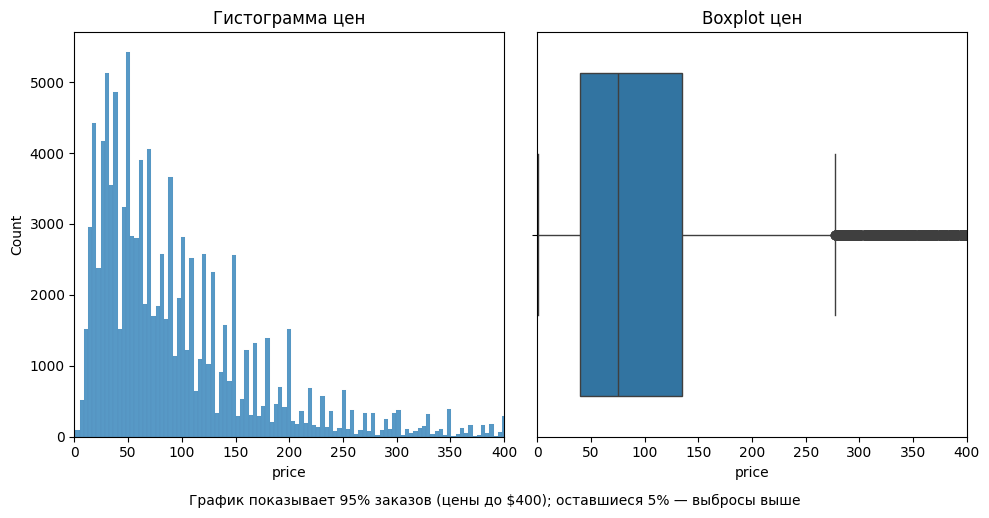 Гистограмма цен
Boxplot цен
Count
5000
4000
3000
2000
1000
0
0 50 100 150 200 250 300 350 400
price
0 50 100 150 200 250 300 350 400
price
График показывает 95% заказов (цены до $400); оставшиеся 5% — выбросы выше